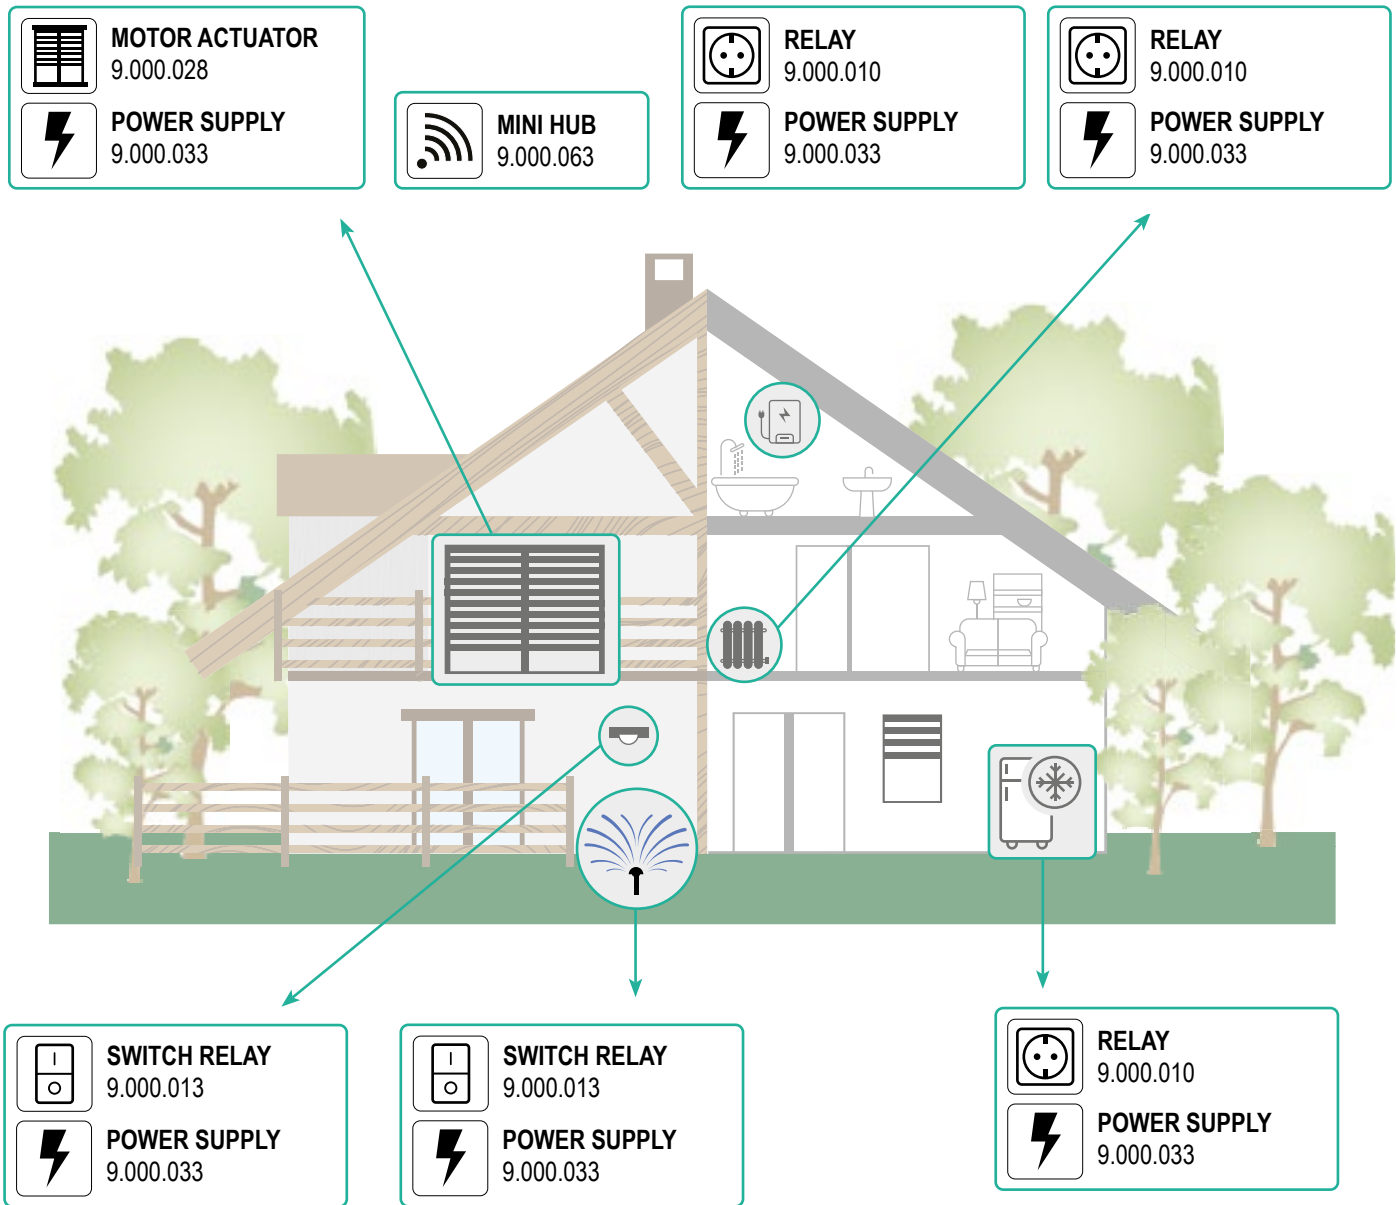 MOTOR ACTUATOR
9.000.028
POWER SUPPLY
9.000.033
MINI HUB
9.000.063
RELAY
9.000.010
POWER SUPPLY
9.000.033
RELAY
9.000.010
POWER SUPPLY
9.000.033
SWITCH RELAY
9.000.013
POWER SUPPLY
9.000.033
SWITCH RELAY
9.000.013
POWER SUPPLY
9.000.033
RELAY
9.000.010
POWER SUPPLY
9.000.033